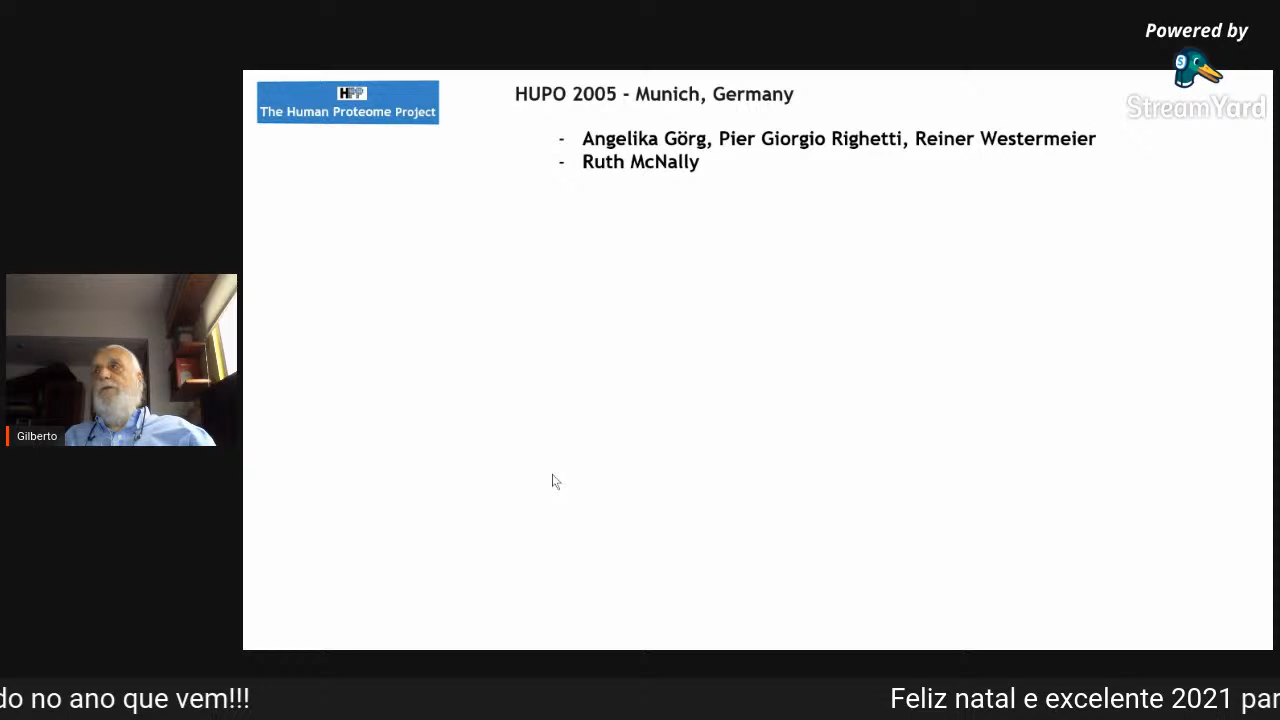 Powered by
StreamYard
HPP
The Human Proteome Project
HUPO 2005 - Munich, Germany
- Angelika Görg, Pier Giorgio Righetti, Reiner Westermeier
- Ruth McNally
Gilberto
do no ano que vem!!!
Feliz natal e excelente 2021 par